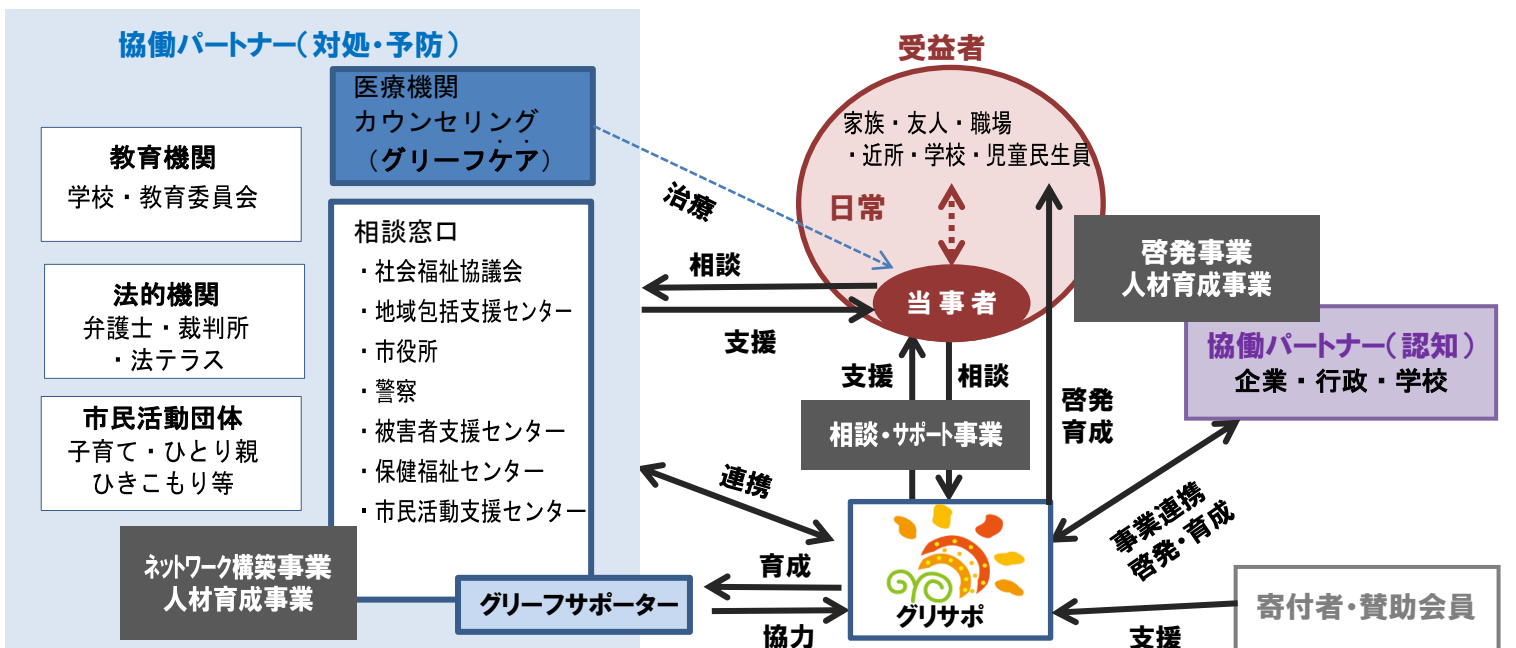 協働パートナー(対処・予防)
教育機関
学校・教育委員会
法的機関
弁護士・裁判所
・法テラス
市民活動団体
子育て・ひとり親
ひきこもり等
医療機関
カウンセリング
(グリーフケア)
相談窓口
・社会福祉協議会
・地域包括支援センター
・市役所
・警察
・被害者支援センター
・保健福祉センター
・市民活動支援センター
ネットワーク構築事業
人材育成事業
グリーフサポーター
治療
相談
支援
連携
育成
協力
受益者
家族・友人・職場
・近所・学校・児童民生員
日常
当事者
支援
相談
相談・サポート事業
啓発
育成
グリサポ
啓発事業
人材育成事業
協働パートナー(認知)
企業・行政・学校
事業連携
啓発・育成
寄付者・賛助会員
支援